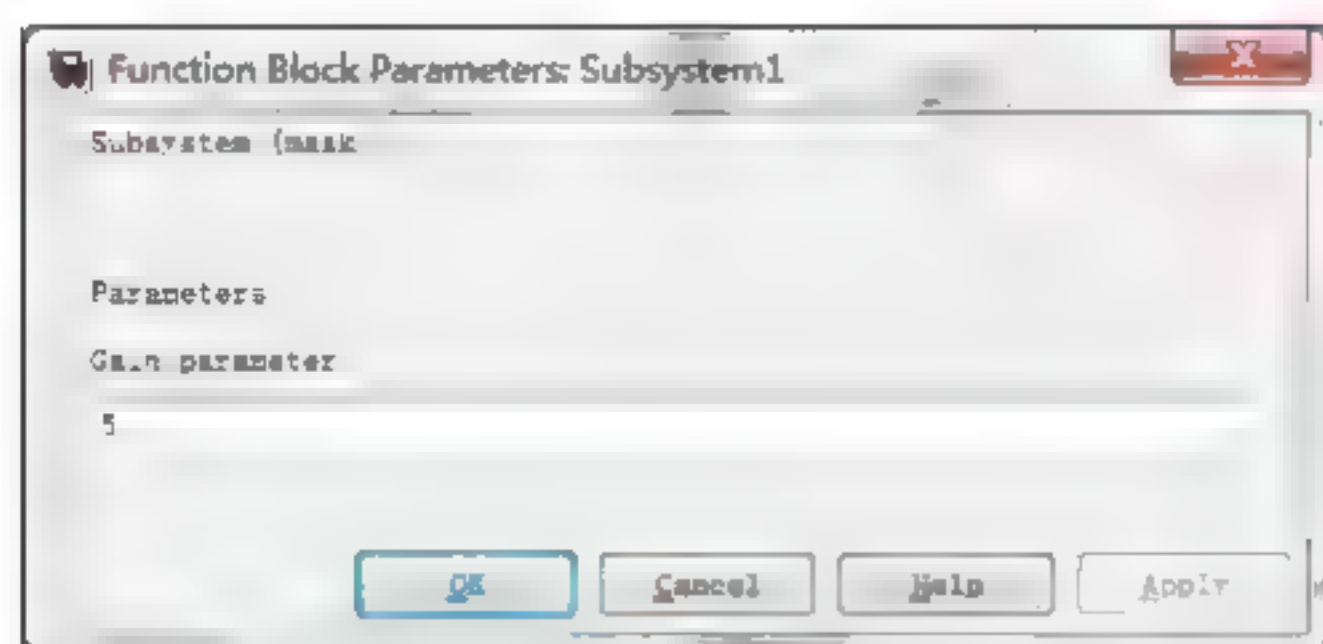 Function Block Parameters: Subsystem1
X
Subsystem (mask
Parameters
Gain parameter
5
OK Cancel Help Apply